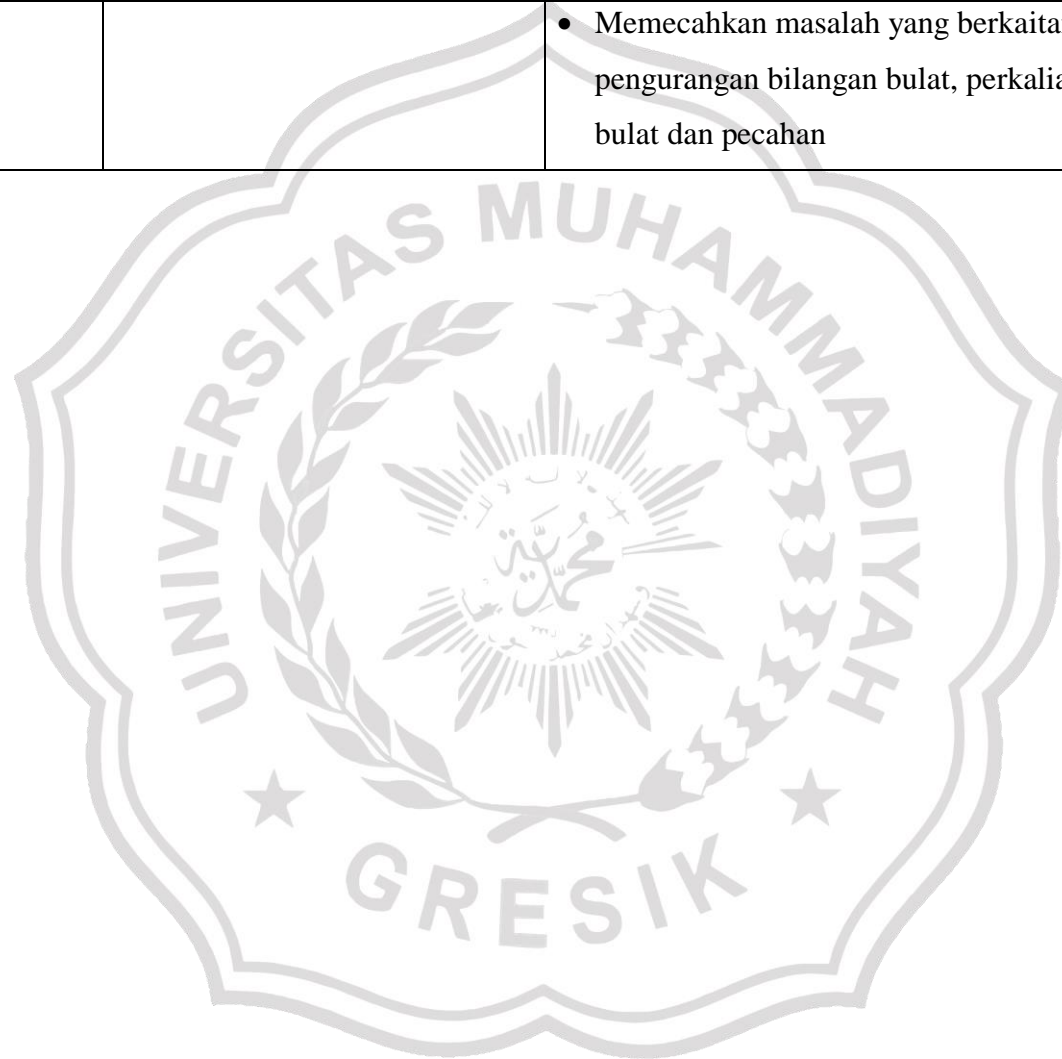 • Memecahkan masalah yang berkaita
pengurangan bilangan bulat, perkalia
bulat dan pecahan
UNIVERSITAS MUHAMMADIYAH
GRESIK